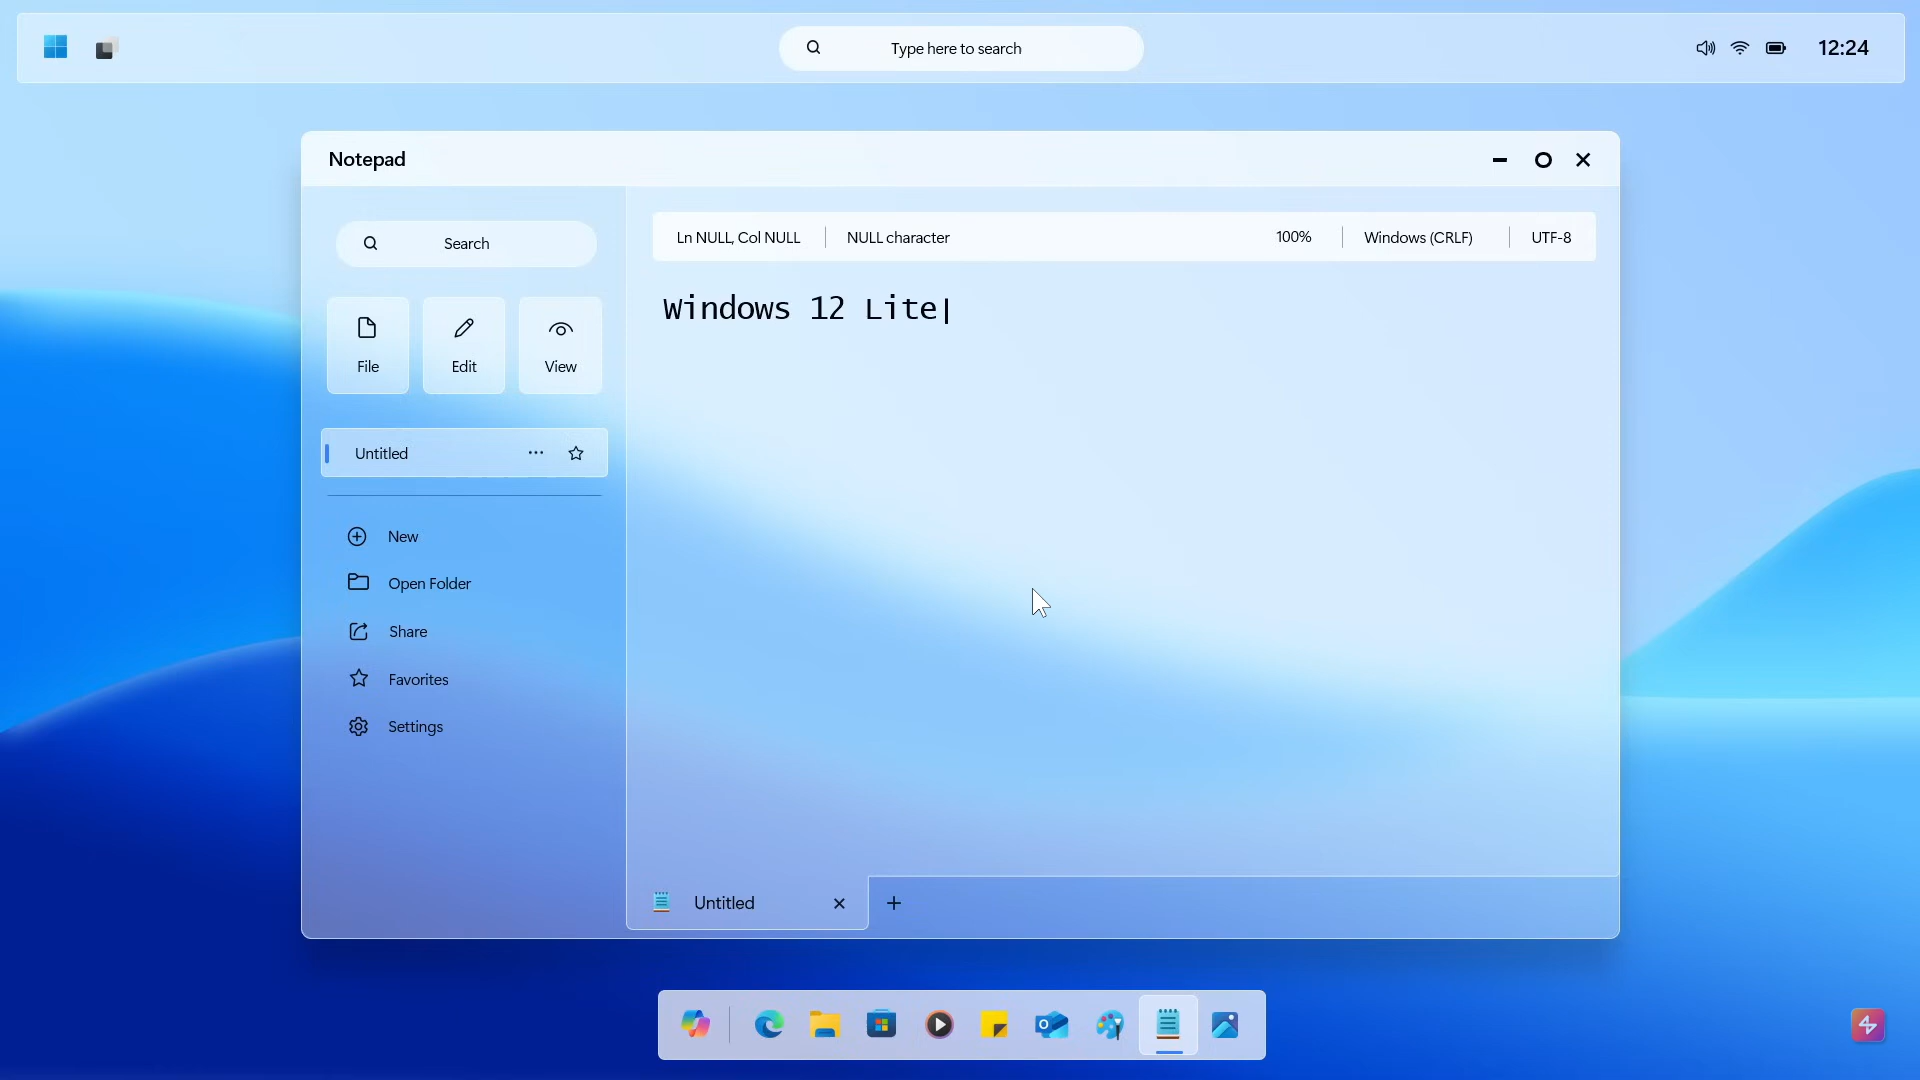 Type here to search
12:24
Notepad
Search
Ln NULL, Col NULL
NULL character
100%
Windows (CRLF)
UTF-8
Windows 12 Lite
File
Edit
View
Untitled
New
Open Folder
Share
Favorites
Settings
Untitled